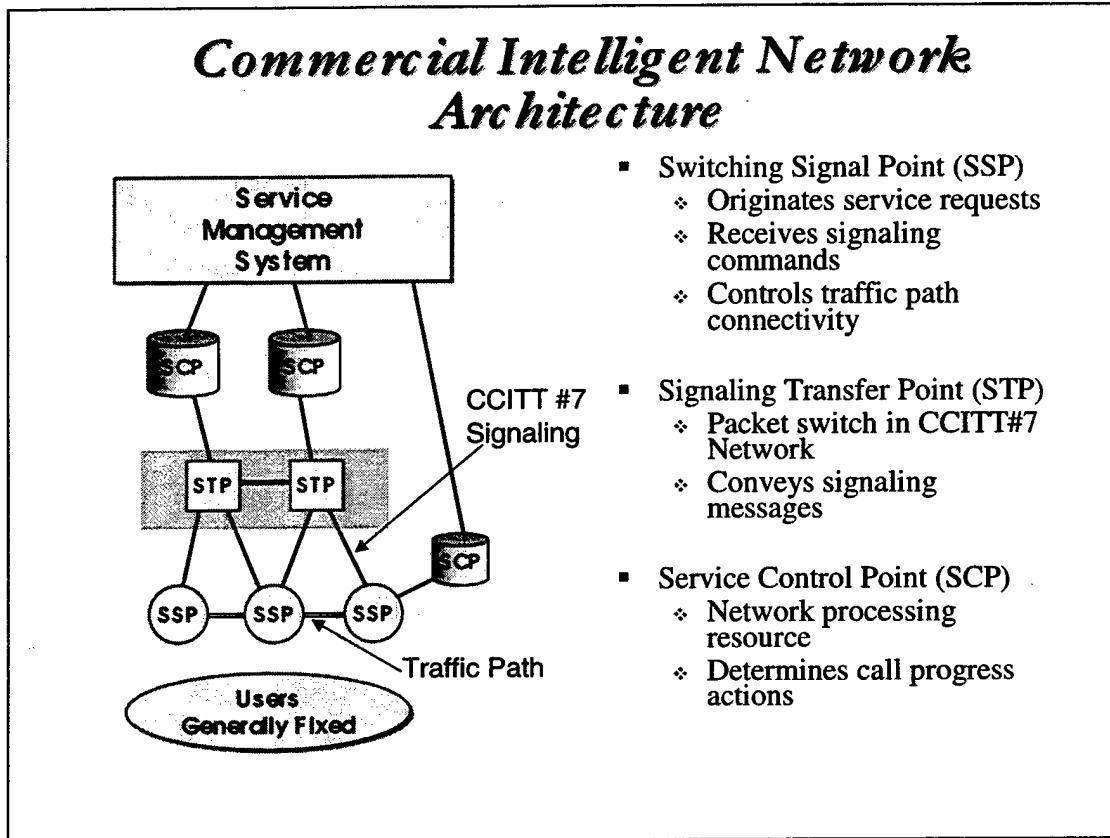 Commercial Intelligent Network
Architecture
Service
Management
System
SCP
SCP
CCITT #7
Signaling
STP
STP
SCP
SSP
SSP
SSP
Traffic Path
Users
Generally Fixed
▪ Switching Signal Point (SSP)
❖ Originates service requests
❖ Receives signaling
commands
❖ Controls traffic path
connectivity
▪ Signaling Transfer Point (STP)
❖ Packet switch in CCITT#7
Network
❖ Conveys signaling
messages
▪ Service Control Point (SCP)
❖ Network processing
resource
❖ Determines call progress
actions